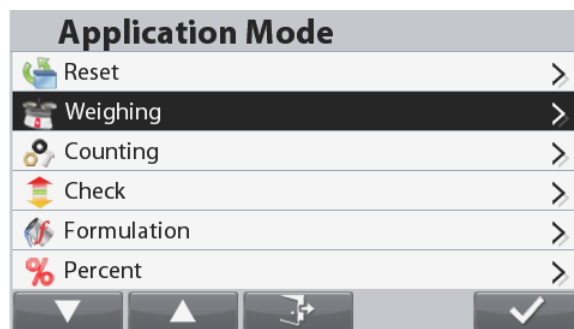 Application Mode
Reset
Weighing
Counting
Check
Formulation
Percent